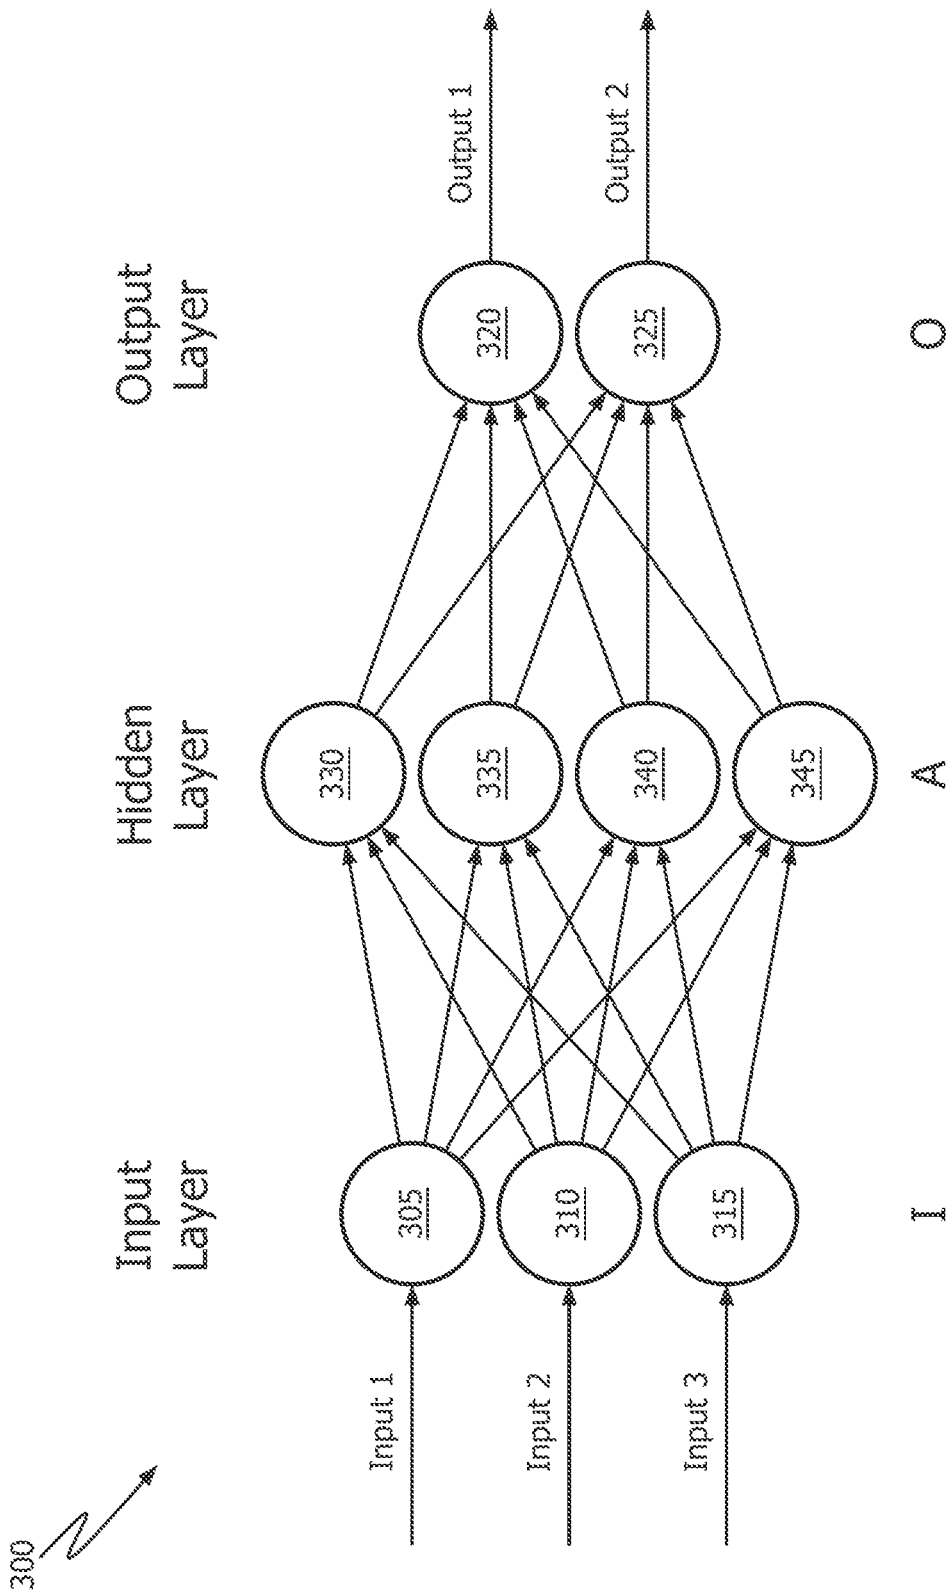 300
Input
Layer
Hidden
Layer
Output
Layer
Input 1
Input 2
Input 3
305
310
315
330
335
340
345
320
325
Output 1
Output 2
I
A
O